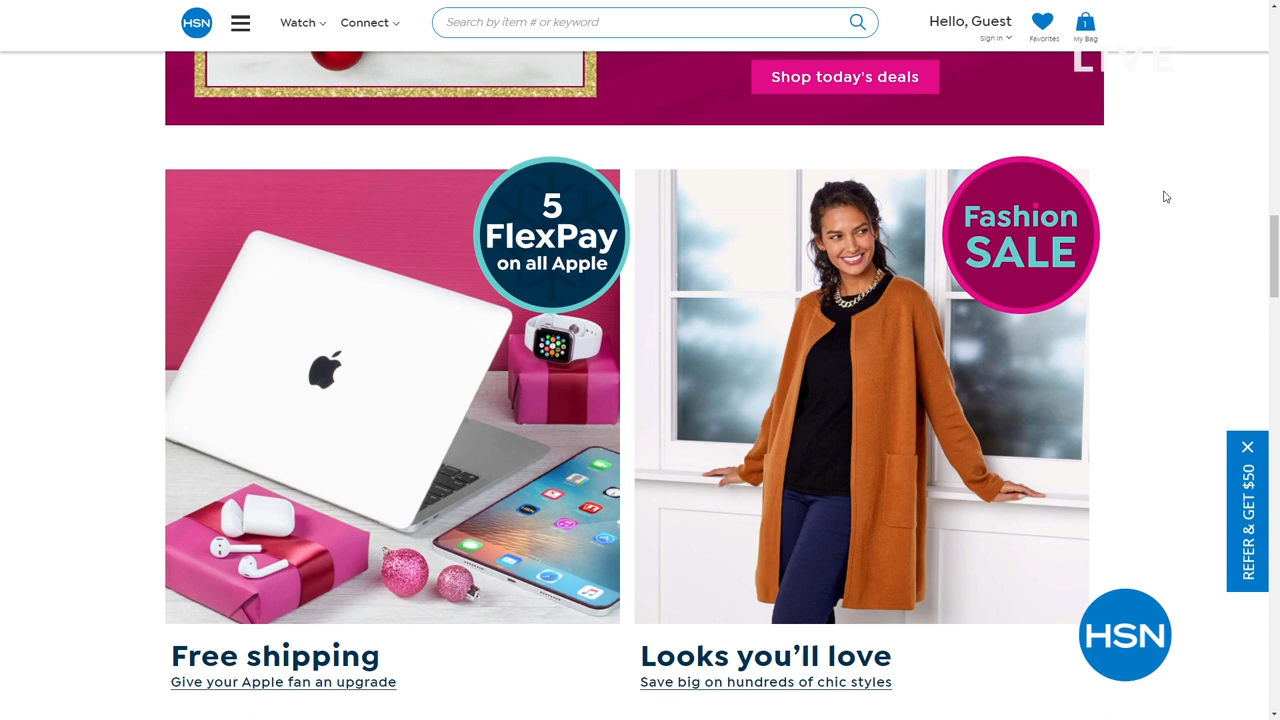 HSN
Watch
Connect
Search by item # or keyword
Hello, Guest
Sign In
Favorites
1
My Bag
LIVE
Shop today's deals
5
FlexPay
on all Apple
Fashion
SALE
REFER & GET $50
HSN
Free shipping
Give your Apple fan an upgrade
Looks you'll love
Save big on hundreds of chic styles